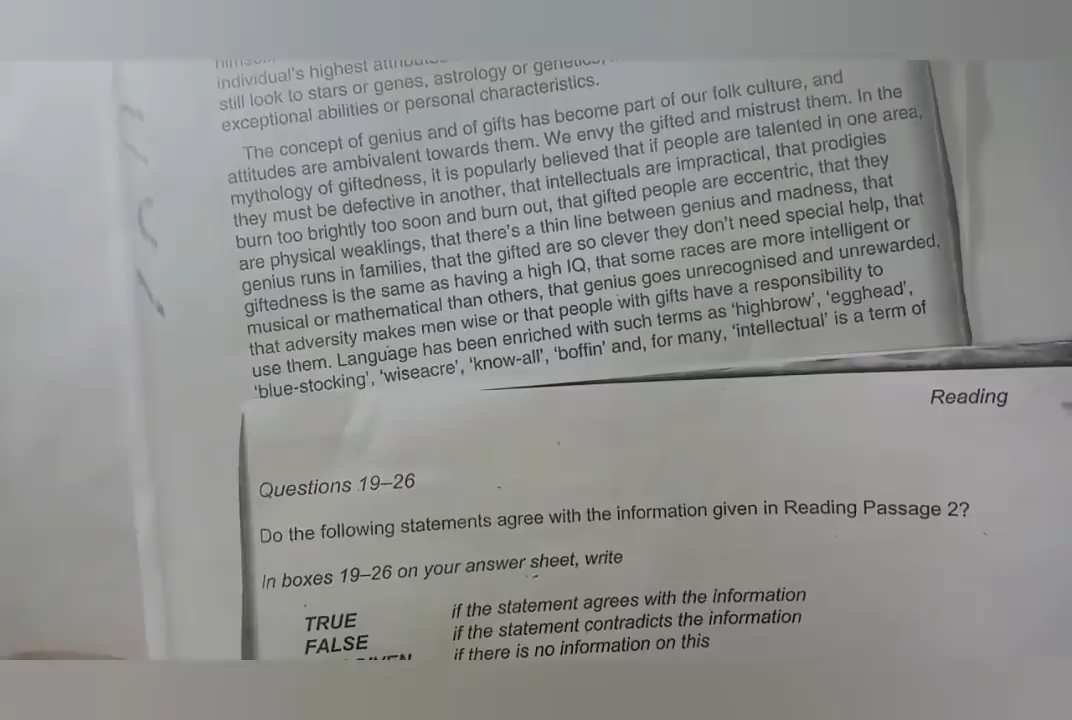 individual's highest
still look to stars or genes, astrology or
exceptional abilities or personal characteristics.
The concept of genius and of gifts has become part of our folk culture, and
attitudes are ambivalent towards them. We envy the gifted and mistrust them. In the
mythology of giftedness, it is popularly believed that if people are talented in one area,
they must be defective in another, that intellectuals are impractical, that prodigies
burn too brightly too soon and burn out, that gifted people are eccentric, that they
are physical weaklings, that there's a thin line between genius and madness, that
genius runs in families, that the gifted are so clever they don't need special help, that
giftedness is the same as having a high IQ, that some races are more intelligent or
musical or mathematical than others, that genius goes unrecognised and unrewarded,
that adversity makes men wise or that people with gifts have a responsibility to
use them. Language has been enriched with such terms as 'highbrow', 'egghead',
'blue-stocking', 'wiseacre', 'know-all', 'boffin' and, for many, 'intellectual' is a term of
Reading
Questions 19–26
Do the following statements agree with the information given in Reading Passage 2?
In boxes 19–26 on your answer sheet, write
TRUE if the statement agrees with the information
FALSE if the statement contradicts the information
if there is no information on this